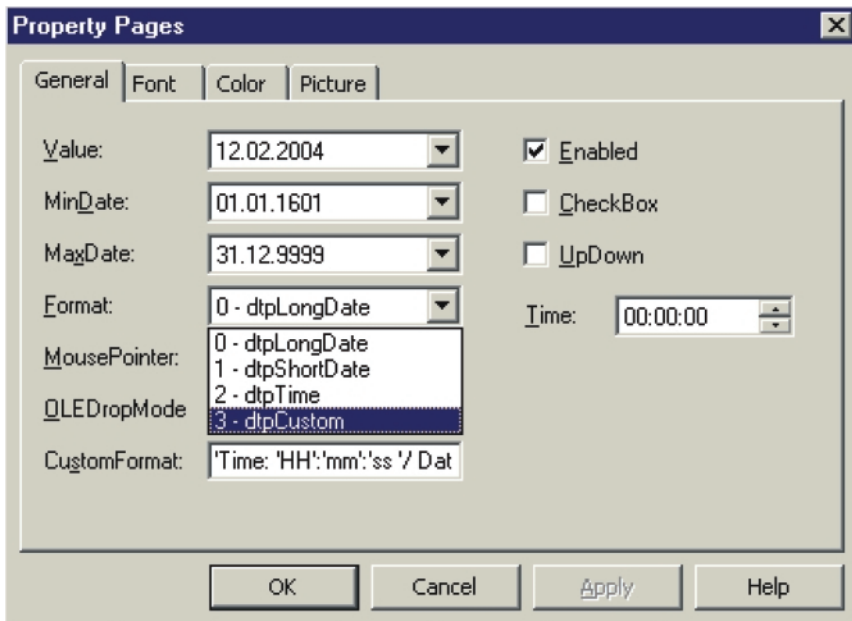 Property Pages
General Font Color Picture
Value: 12.02.2004
MinDate: 01.01.1601
MaxDate: 31.12.9999
Format: 0 - dtpLongDate
0 - dtpLongDate
MousePointer:
1 - dtpShortDate
2 - dtpTime
OLEDropMode
3 - dtpCustom
CustomFormat: 'Time: 'HH':'mm':'ss '/ Dat
Enabled
CheckBox
UpDown
Time: 00:00:00
OK Cancel Apply Help